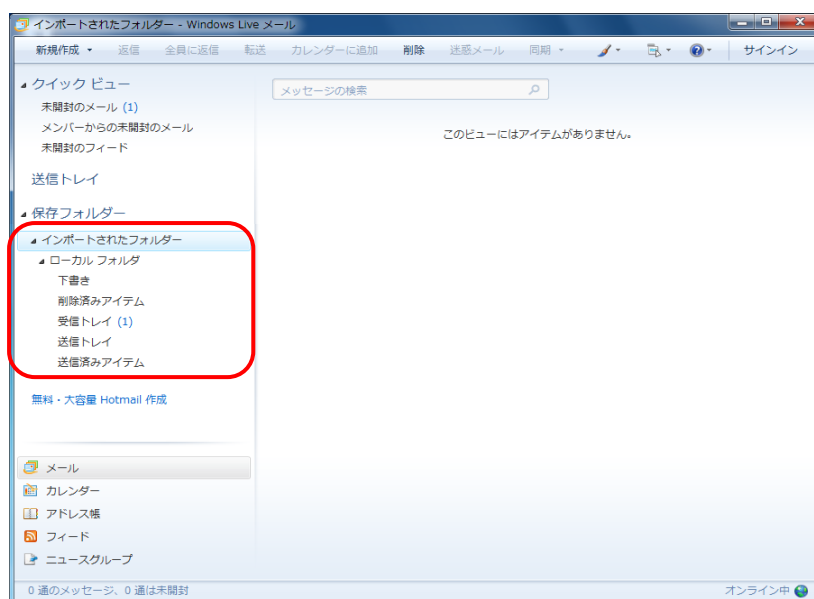 インポートされたフォルダー - Windows Live メール
新規作成 返信 全員に返信 転送 カレンダーに追加 削除 迷惑メール 同期 サインイン
クイック ビュー
未開封のメール (1)
メンバーからの未開封のメール
未開封のフィード
送信トレイ
保存フォルダー
インポートされたフォルダー
ローカル フォルダ
下書き
削除済みアイテム
受信トレイ (1)
送信トレイ
送信済みアイテム
無料・大容量 Hotmail 作成
メール
カレンダー
アドレス帳
フィード
ニュースグループ
メッセージの検索
このビューにはアイテムがありません。
0 通のメッセージ、0 通は未開封
オンライン中